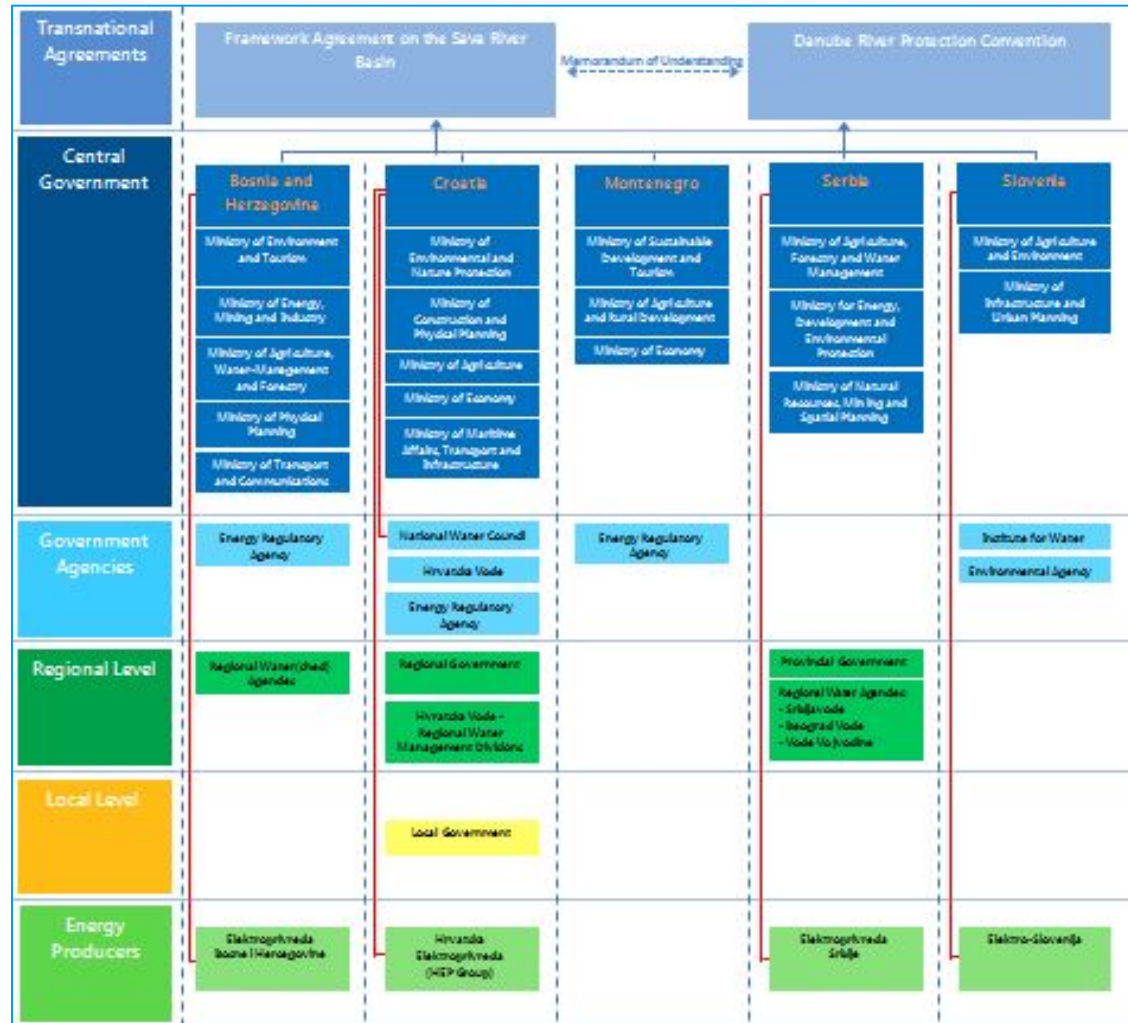 Transnational
Agreements
Framework Agreement on the Sava River
Basin
Memorandum of Understanding
Danube River Protection Convention
Central
Government
Bosnia and
Herzegovina
Croatia
Montenegro
Serbia
Slovenia
Ministry of Environment
and Tourism
Ministry of Energy,
Mining and Industry
Ministry of Agriculture,
Water-Management
and Forestry
Ministry of Physical
Planning
Ministry of Transport
and Communications
Ministry of
Environmental and
Nature Protection
Ministry of
Construction and
Physical Planning
Ministry of Agriculture
Ministry of Economy
Ministry of Maritime
Affairs, Transport and
Infrastructure
Ministry of Sustainable
Development and
Tourism
Ministry of Agriculture
and Rural Development
Ministry of Economy
Ministry of Agriculture,
Forestry and Water
Management
Ministry for Energy,
Development and
Environmental
Protection
Ministry of Natural
Resources, Mining and
Spatial Planning
Ministry of Agriculture
and Environment
Ministry of
Infrastructure and
Urban Planning
Government
Agencies
Energy Regulatory
Agency
National Water Council
Hrvatske Vode
Energy Regulatory
Agency
Energy Regulatory
Agency
Institute for Water
Environmental Agency
Regional Level
Regional Water(shed)
Agencies
Regional Government
Hrvatske Vode -
Regional Water
Management Divisions
Provincial Government
Regional Water Agencies
- Srbijavode
- Beograd Vode
- Vode Vojvodine
Local Level
Local Government
Energy
Producers
Elektroprivreda
Bosne i Hercegovine
Hrvatska
Elektroprivreda
(HEP Group)
Elektroprivreda
Srbije
Elektro-Slovenija